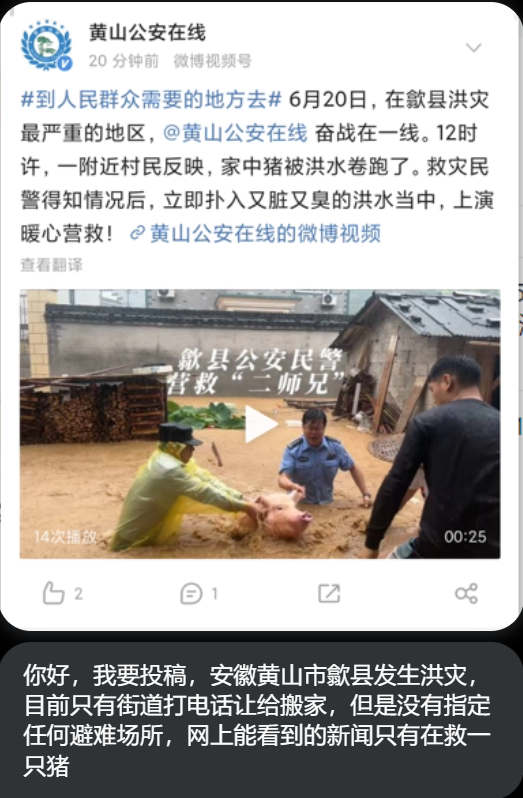 黄山公安在线
20 分钟前 微博视频号
#到人民群众需要的地方去# 6月20日，在歙县洪灾
最严重的地区，@黄山公安在线 奋战在一线。12时
许，一附近村民反映，家中猪被洪水卷跑了。救灾民
警得知情况后，立即扑入又脏又臭的洪水当中，上演
暖心营救！ 黄山公安在线的微博视频
查看翻译
歙县公安民警
营救“二师兄”
14次播放
00:25
2
1
你好，我要投稿，安徽黄山市歙县发生洪灾，
目前只有街道打电话让给搬家，但是没有指定
任何避难场所，网上能看到的新闻只有在救一
只猪